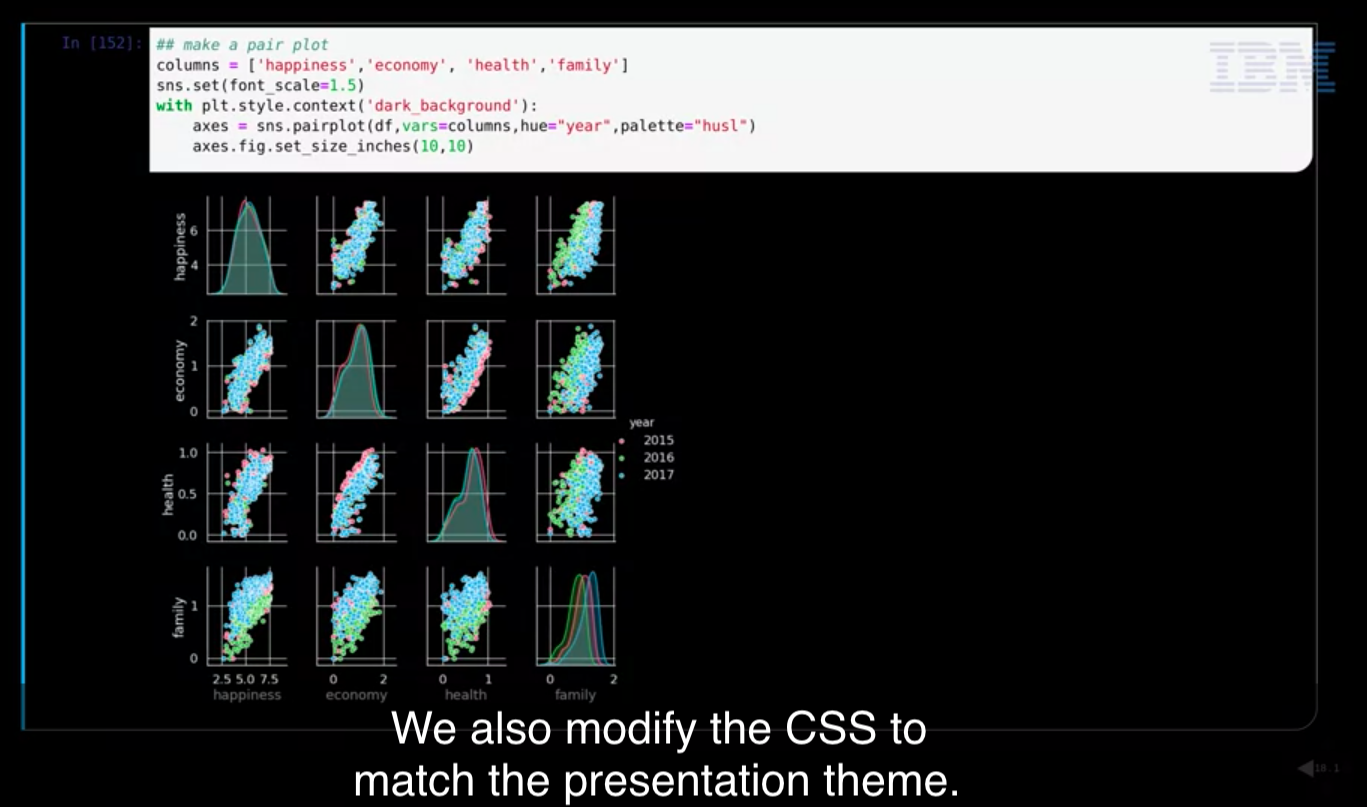 In [152]:
## make a pair plot
columns = ['happiness','economy', 'health','family']
sns.set(font_scale=1.5)
with plt.style.context('dark_background'):
    axes = sns.pairplot(df,vars=columns,hue="year",palette="husl")
    axes.fig.set_size_inches(10,10)
IBM
happiness
6
4
economy
2
1
0
health
1.0
0.5
0.0
family
1
0
year
2015
2016
2017
2.5 5.0 7.5 0 2 0 1 0 2
happiness economy health family
We also modify the CSS to
match the presentation theme.
18.1